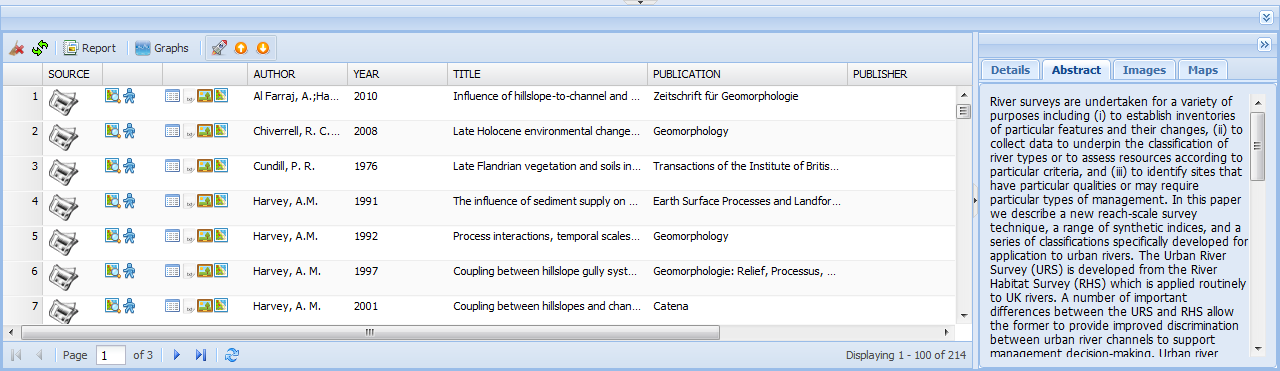 Report Graphs
SOURCE AUTHOR YEAR TITLE PUBLICATION PUBLISHER
1 Al Farraj, A.;Ha... 2010 Influence of hillslope-to-channel and ... Zeitschrift für Geomorphologie
2 Chiverrell, R. C.... 2008 Late Holocene environmental change... Geomorphology
3 Cundill, P. R. 1976 Late Flandrian vegetation and soils in... Transactions of the Institute of Britis...
4 Harvey, A.M. 1991 The influence of sediment supply on ... Earth Surface Processes and Landfor...
5 Harvey, A.M. 1992 Process interactions, temporal scales... Geomorphology
6 Harvey, A. M. 1997 Coupling between hillslope gully syst... Geomorphologie: Relief, Processus, ...
7 Harvey, A. M. 2001 Coupling between hillslopes and chan... Catena
Page 1 of 3 Displaying 1 - 100 of 214
Details Abstract Images Maps
River surveys are undertaken for a variety of
purposes including (i) to establish inventories
of particular features and their changes, (ii) to
collect data to underpin the classification of
river types or to assess resources according to
particular criteria, and (iii) to identify sites that
have particular qualities or may require
particular types of management. In this paper
we describe a new reach-scale survey
technique, a range of synthetic indices, and a
series of classifications specifically developed for
application to urban rivers. The Urban River
Survey (URS) is developed from the River
Habitat Survey (RHS) which is applied routinely
to UK rivers. A number of important
differences between the URS and RHS allow
the former to provide improved discrimination
between urban river channels to support
management decision-making. Urban river